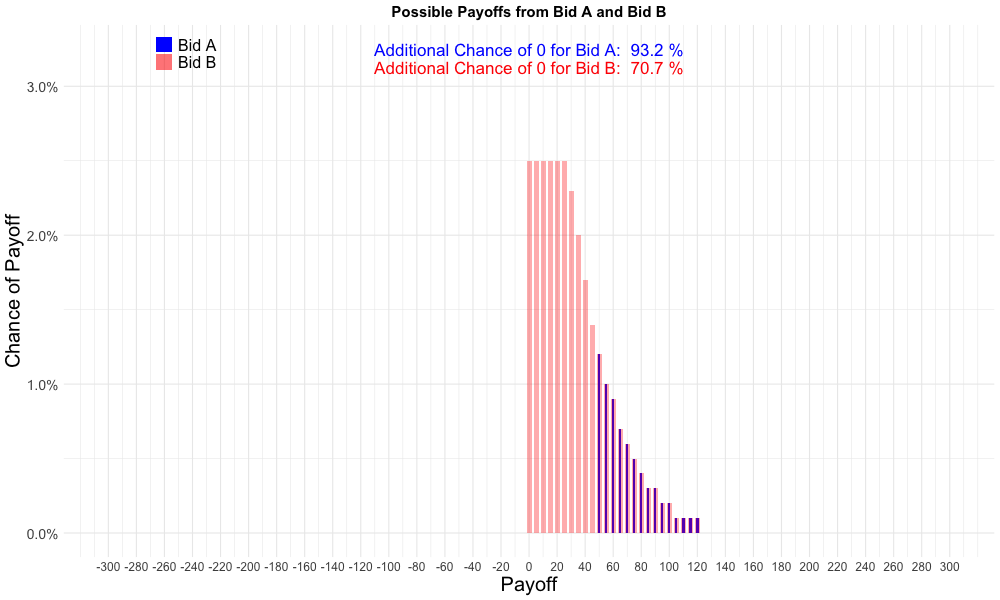 Possible Payoffs from Bid A and Bid B
Bid A
Bid B
Additional Chance of 0 for Bid A:  93.2 %
Additional Chance of 0 for Bid B:  70.7 %
Chance of Payoff
3.0%
2.0%
1.0%
0.0%
-300 -280 -260 -240 -220 -200 -180 -160 -140 -120 -100 -80 -60 -40 -20 0 20 40 60 80 100 120 140 160 180 200 220 240 260 280 300
Payoff